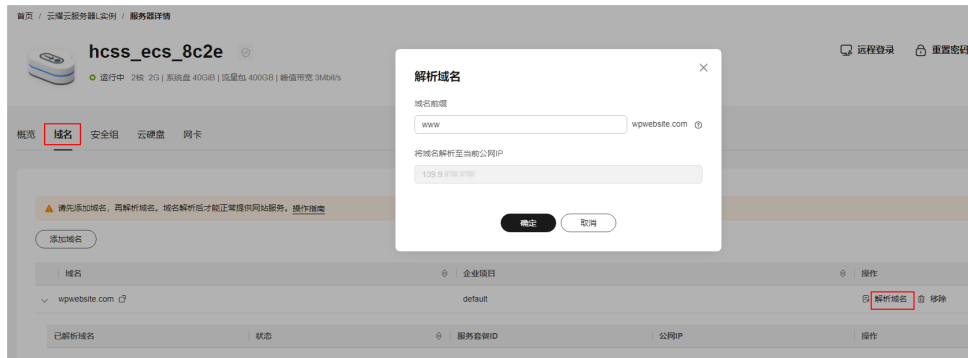 首页 / 云耀云服务器L实例 / 服务器详情
hcss_ecs_8c2e
运行中 2核 2G | 系统盘 40GiB | 流量包 400GB | 峰值带宽 3Mbit/s
远程登录 重置密码
概览 域名 安全组 云硬盘 网卡
解析域名
域名前缀
www wpwebsite.com
将域名解析至当前公网IP
139.9.
确定 取消
请先添加域名，再解析域名。域名解析后才能正常提供网站服务。操作指南
添加域名
域名 企业项目 操作
wpwebsite.com default 解析域名 移除
已解析域名 状态 服务套餐ID 公网IP 操作